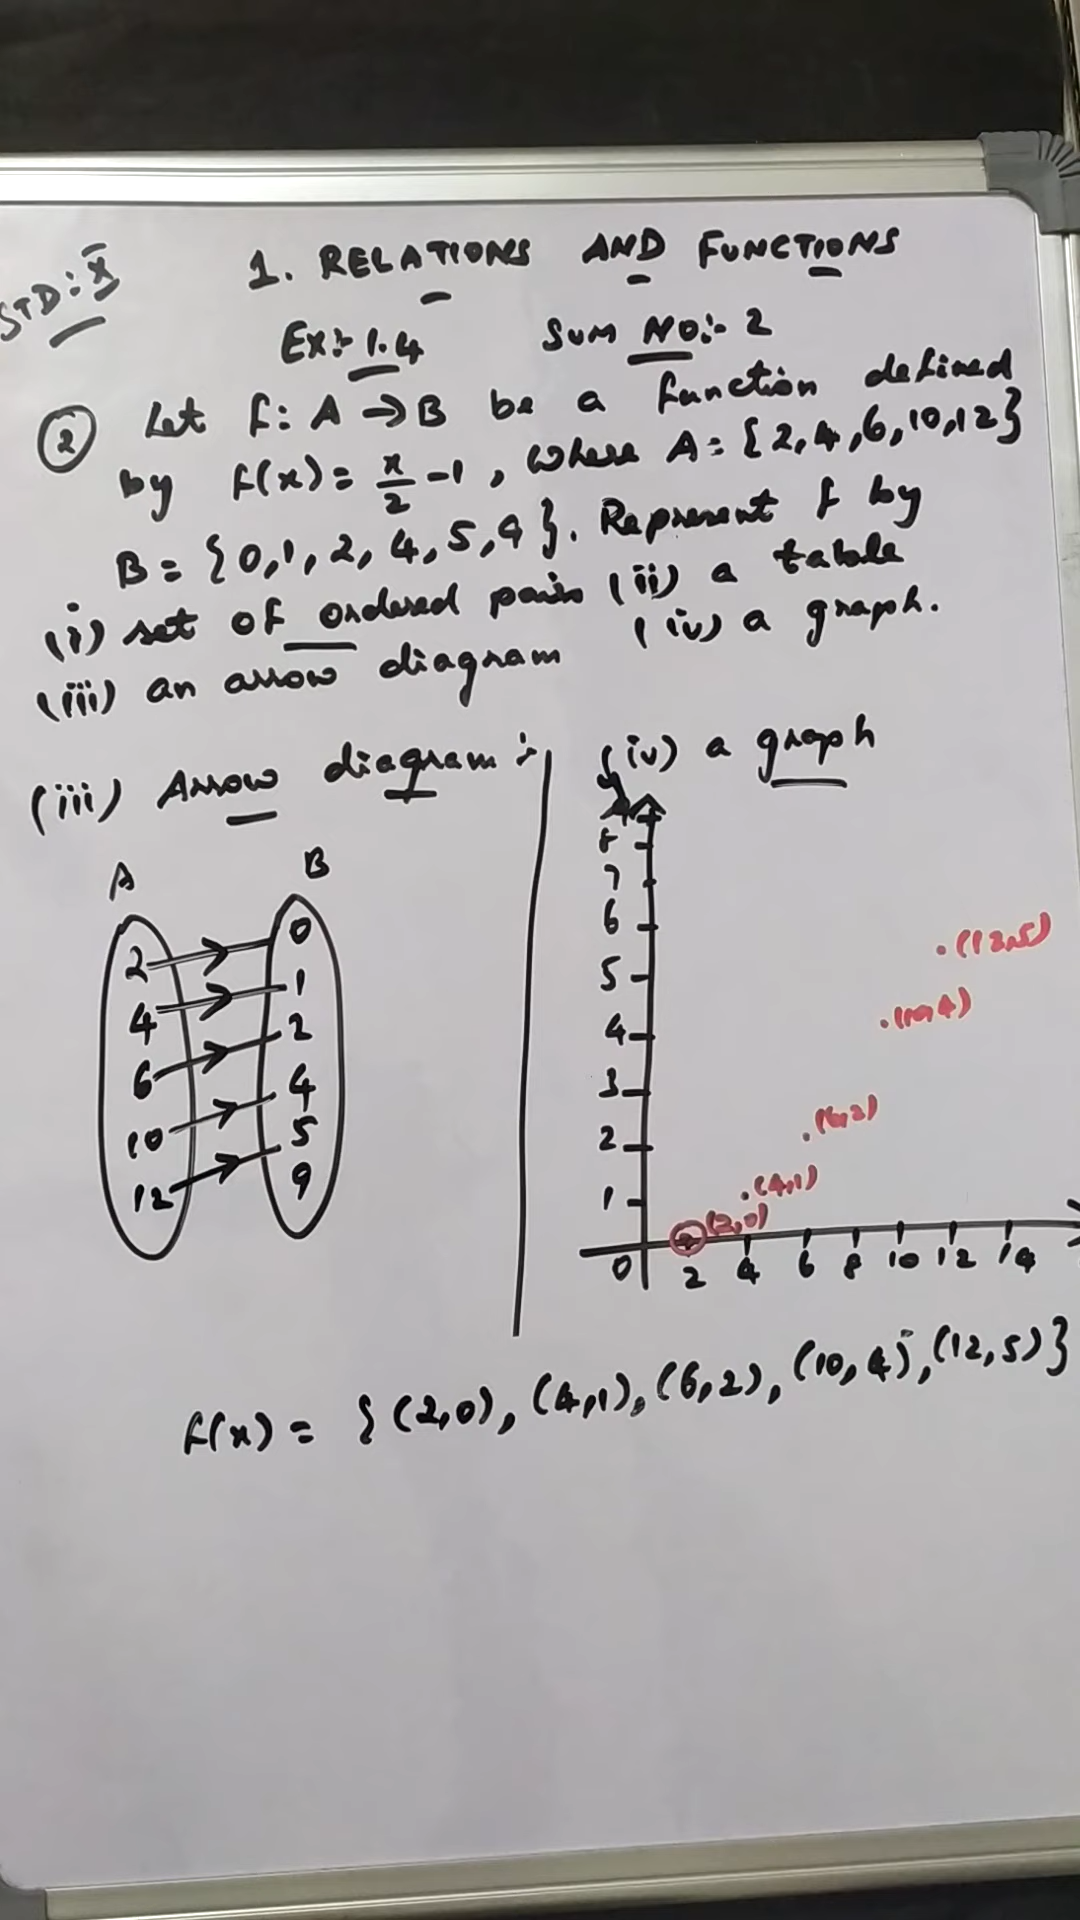 STD: X
1. RELATIONS AND FUNCTIONS
Ex:- 1.4 Sum No:- 2
(2) Let f: A → B be a function defined
by f(x) = x/2 - 1, where A = {2, 4, 6, 10, 12}
B = {0, 1, 2, 4, 5, 9}. Represent f by
(i) set of ordered pairs (ii) a table
(iii) an arrow diagram (iv) a graph.
(iii) Arrow diagram :-
A B
2 0
4 1
6 2
10 4
12 5
9
(iv) a graph
8
7
6
5
4
3
2
1
0 2 4 6 8 10 12 14
(12,5)
(10,4)
(6,2)
(4,1)
(2,0)
f(x) = {(2,0), (4,1), (6,2), (10,4), (12,5)}